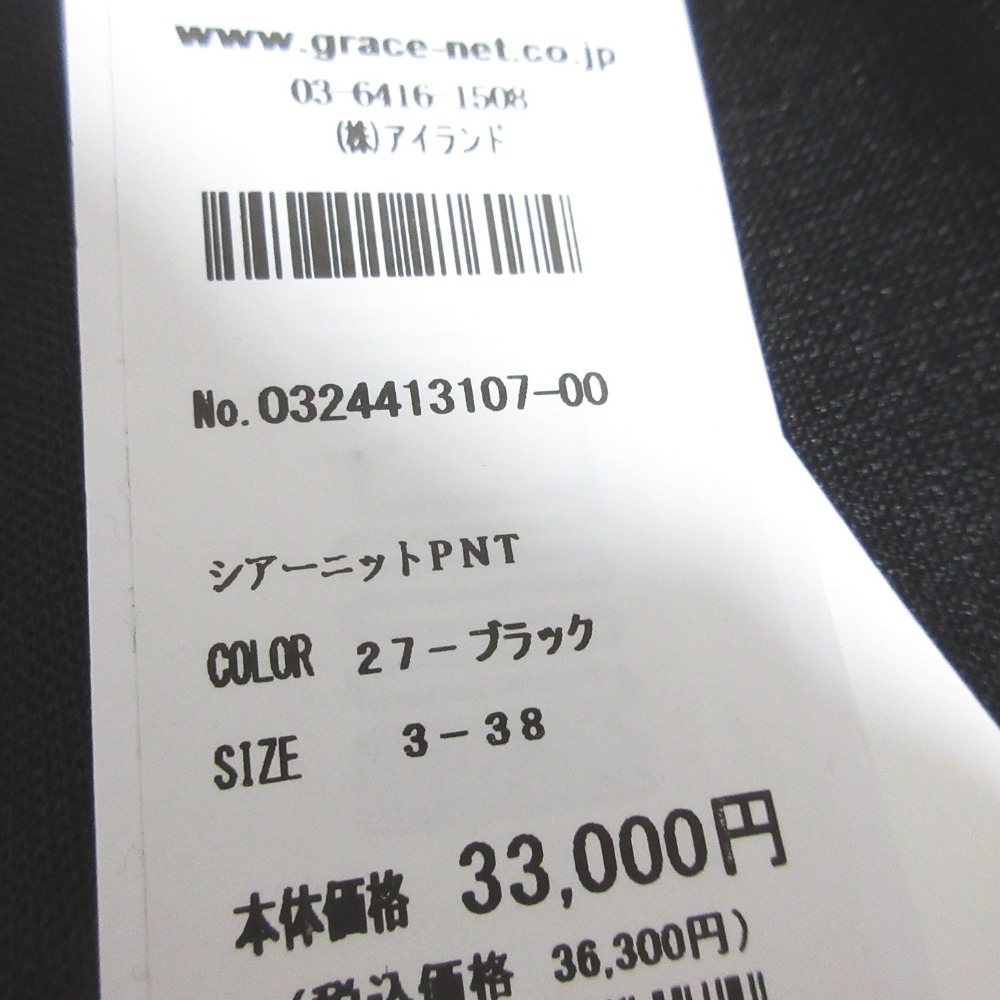 www.grace-net.co.jp
03-6416-1508
(株)アイランド
No.0324413107-00
シアーニットPNT
COLOR 27-ブラック
SIZE 3-38
本体価格 33,000円
(税込価格 36,300円)